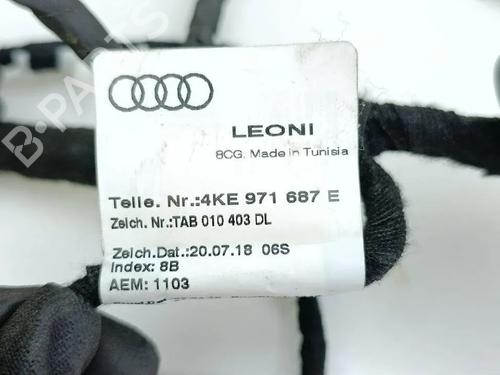 LEONI
8CG. Made in Tunisia
Teile. Nr.:4KE 971 687 E
Zeich. Nr.:TAB 010 403 DL
Zeich.Dat.:20.07.18 06S
Index: 8B
AEM: 1103